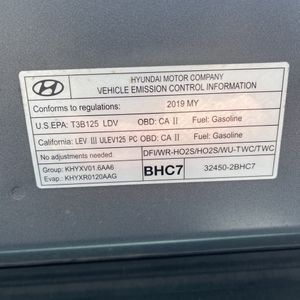 HYUNDAI MOTOR COMPANY
VEHICLE EMISSION CONTROL INFORMATION
Conforms to regulations: 2019 MY
U.S.EPA: T3B125 LDV OBD: CA II Fuel: Gasoline
California: LEV III ULEV125 PC OBD: CA II Fuel: Gasoline
No adjustments needed. DFI/WR-HO2S/HO2S/WU-TWC/TWC
Group: KHYXV01.6AA6 BHC7 32450-2BHC7
Evap.: KHYXR0120AAG